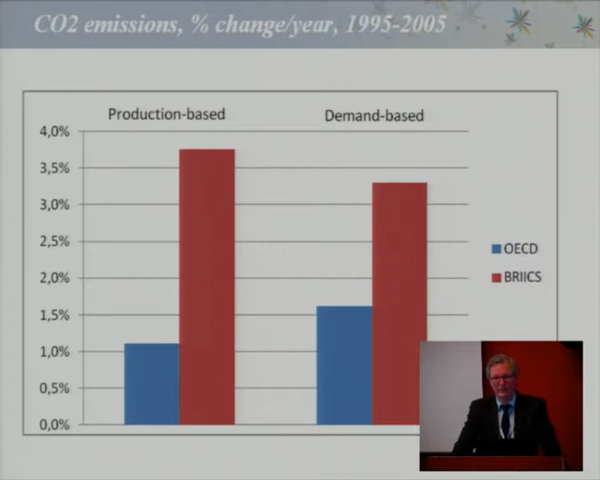 CO2 emissions, % change/year, 1995-2005
Production-based
Demand-based
4,0%
3,5%
3,0%
2,5%
2,0%
1,5%
1,0%
0,5%
0,0%
OECD
BRIICS